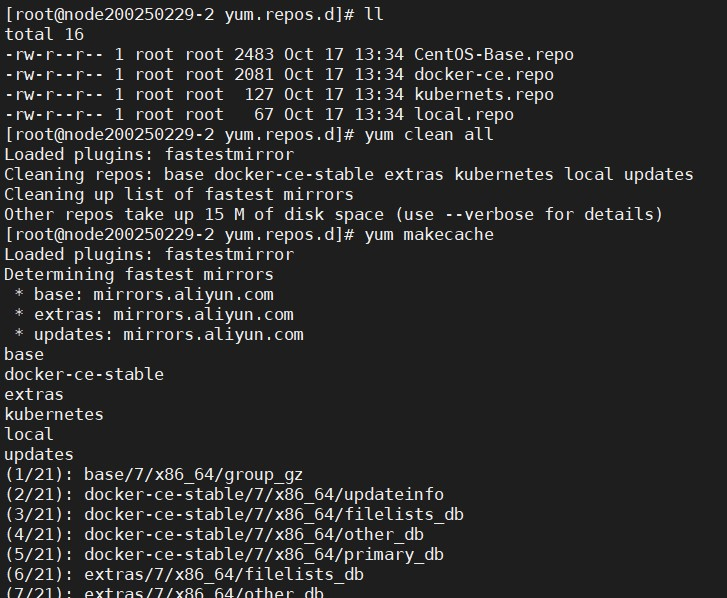 [root@node200250229-2 yum.repos.d]# ll
total 16
-rw-r--r-- 1 root root 2483 Oct 17 13:34 CentOS-Base.repo
-rw-r--r-- 1 root root 2081 Oct 17 13:34 docker-ce.repo
-rw-r--r-- 1 root root  127 Oct 17 13:34 kubernets.repo
-rw-r--r-- 1 root root   67 Oct 17 13:34 local.repo
[root@node200250229-2 yum.repos.d]# yum clean all
Loaded plugins: fastestmirror
Cleaning repos: base docker-ce-stable extras kubernetes local updates
Cleaning up list of fastest mirrors
Other repos take up 15 M of disk space (use --verbose for details)
[root@node200250229-2 yum.repos.d]# yum makecache
Loaded plugins: fastestmirror
Determining fastest mirrors
 * base: mirrors.aliyun.com
 * extras: mirrors.aliyun.com
 * updates: mirrors.aliyun.com
base
docker-ce-stable
extras
kubernetes
local
updates
(1/21): base/7/x86_64/group_gz
(2/21): docker-ce-stable/7/x86_64/updateinfo
(3/21): docker-ce-stable/7/x86_64/filelists_db
(4/21): docker-ce-stable/7/x86_64/other_db
(5/21): docker-ce-stable/7/x86_64/primary_db
(6/21): extras/7/x86_64/filelists_db
(7/21): extras/7/x86_64/other_db